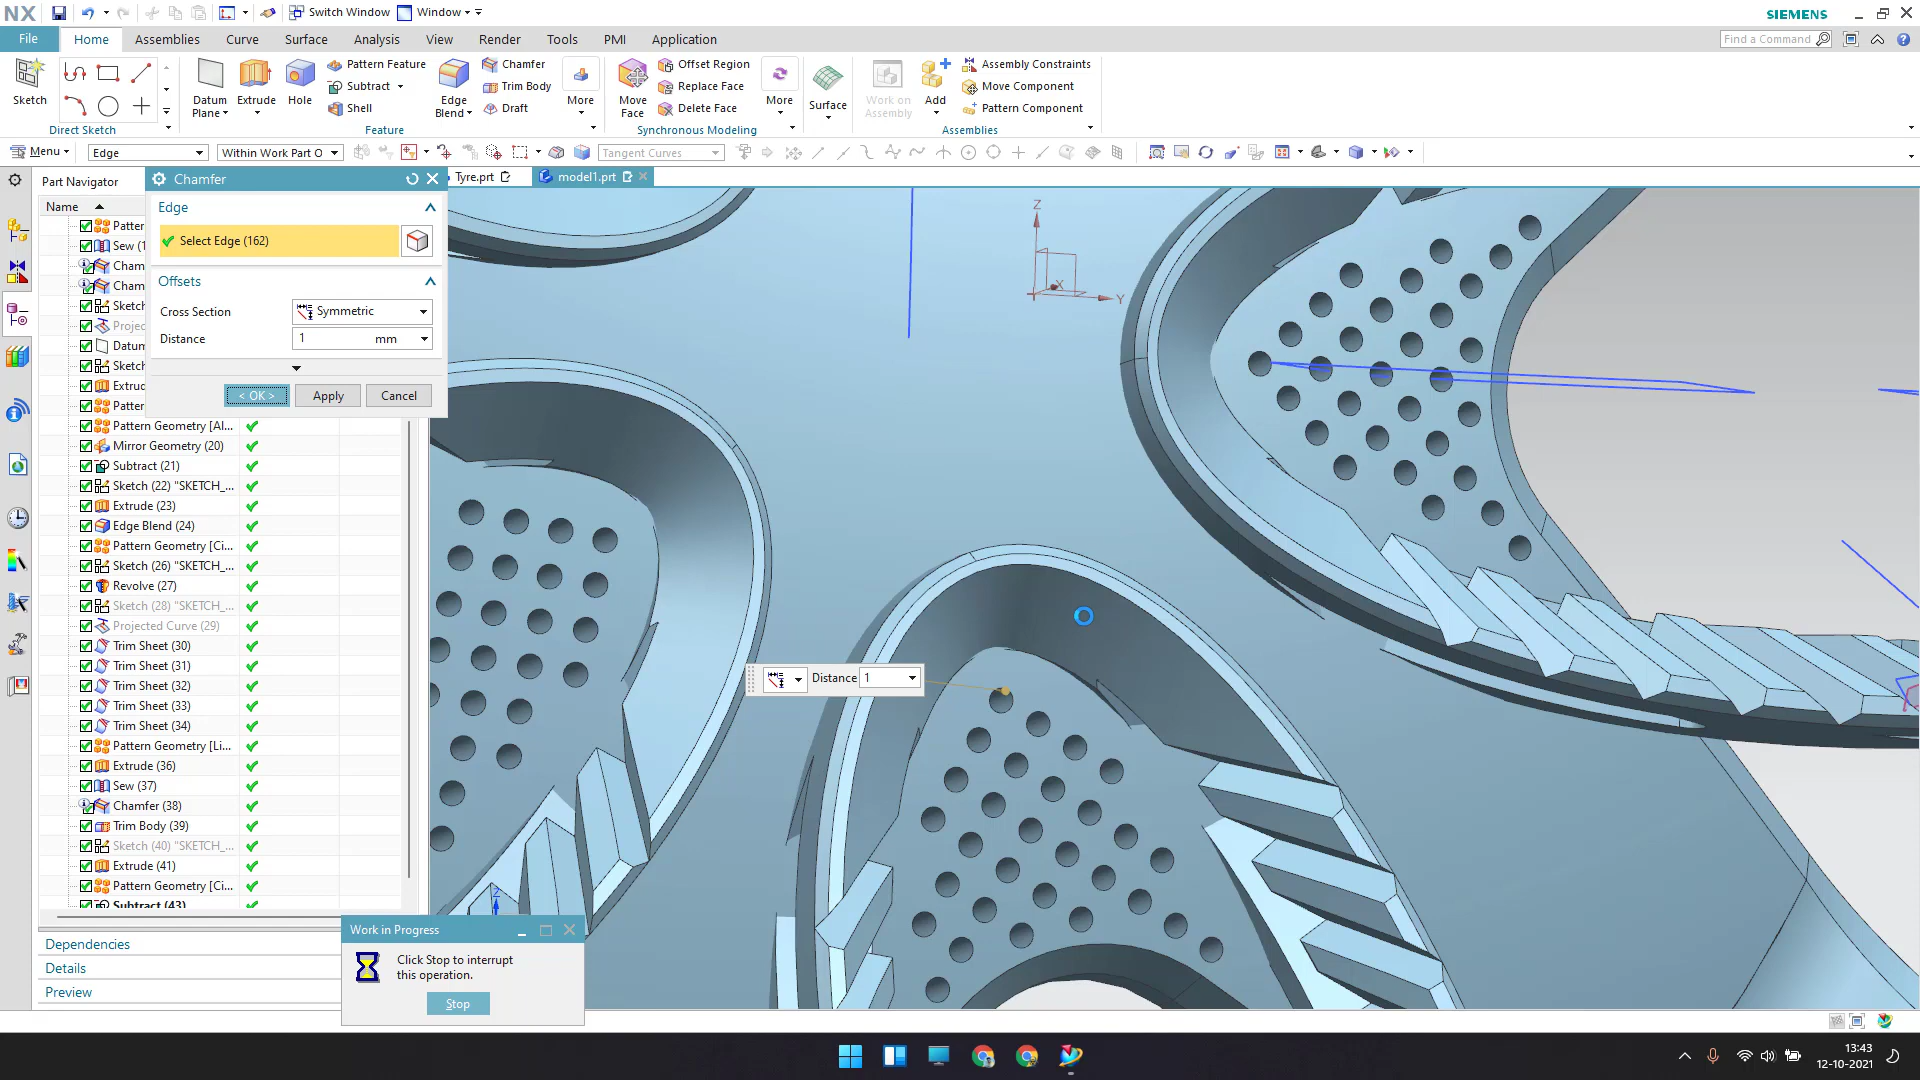 NX
Switch Window
Window
SIEMENS
File
Home
Assemblies
Curve
Surface
Analysis
View
Render
Tools
PMI
Application
Find a Command
Sketch
Direct Sketch
Datum
Plane
Extrude
Hole
Pattern Feature
Subtract
Shell
Edge
Blend
Chamfer
Trim Body
Draft
More
Feature
Move
Face
Offset Region
Replace Face
Delete Face
More
Synchronous Modeling
Surface
Work on
Assembly
Add
Assembly Constraints
Move Component
Pattern Component
Assemblies
Menu
Edge
Within Work Part O
Tangent Curves
Part Navigator
Name
Tyre.prt
model1.prt
Chamfer
Edge
Select Edge (162)
Offsets
Cross Section
Symmetric
Distance
1 mm
< OK >
Apply
Cancel
Patter
Sew (1
Cham
Cham
Sketch
Projec
Datum
Sketch
Extrud
Patter
Pattern Geometry [Al...
Mirror Geometry (20)
Subtract (21)
Sketch (22) "SKETCH_...
Extrude (23)
Edge Blend (24)
Pattern Geometry [Ci...
Sketch (26) "SKETCH_...
Revolve (27)
Sketch (28) "SKETCH_...
Projected Curve (29)
Trim Sheet (30)
Trim Sheet (31)
Trim Sheet (32)
Trim Sheet (33)
Trim Sheet (34)
Pattern Geometry [Li...
Extrude (36)
Sew (37)
Chamfer (38)
Trim Body (39)
Sketch (40) "SKETCH_...
Extrude (41)
Pattern Geometry [Ci...
Subtract (43)
Dependencies
Details
Preview
Z
X
Y
Distance 1
Z
Work in Progress
Click Stop to interrupt
this operation.
Stop
13:43
12-10-2021